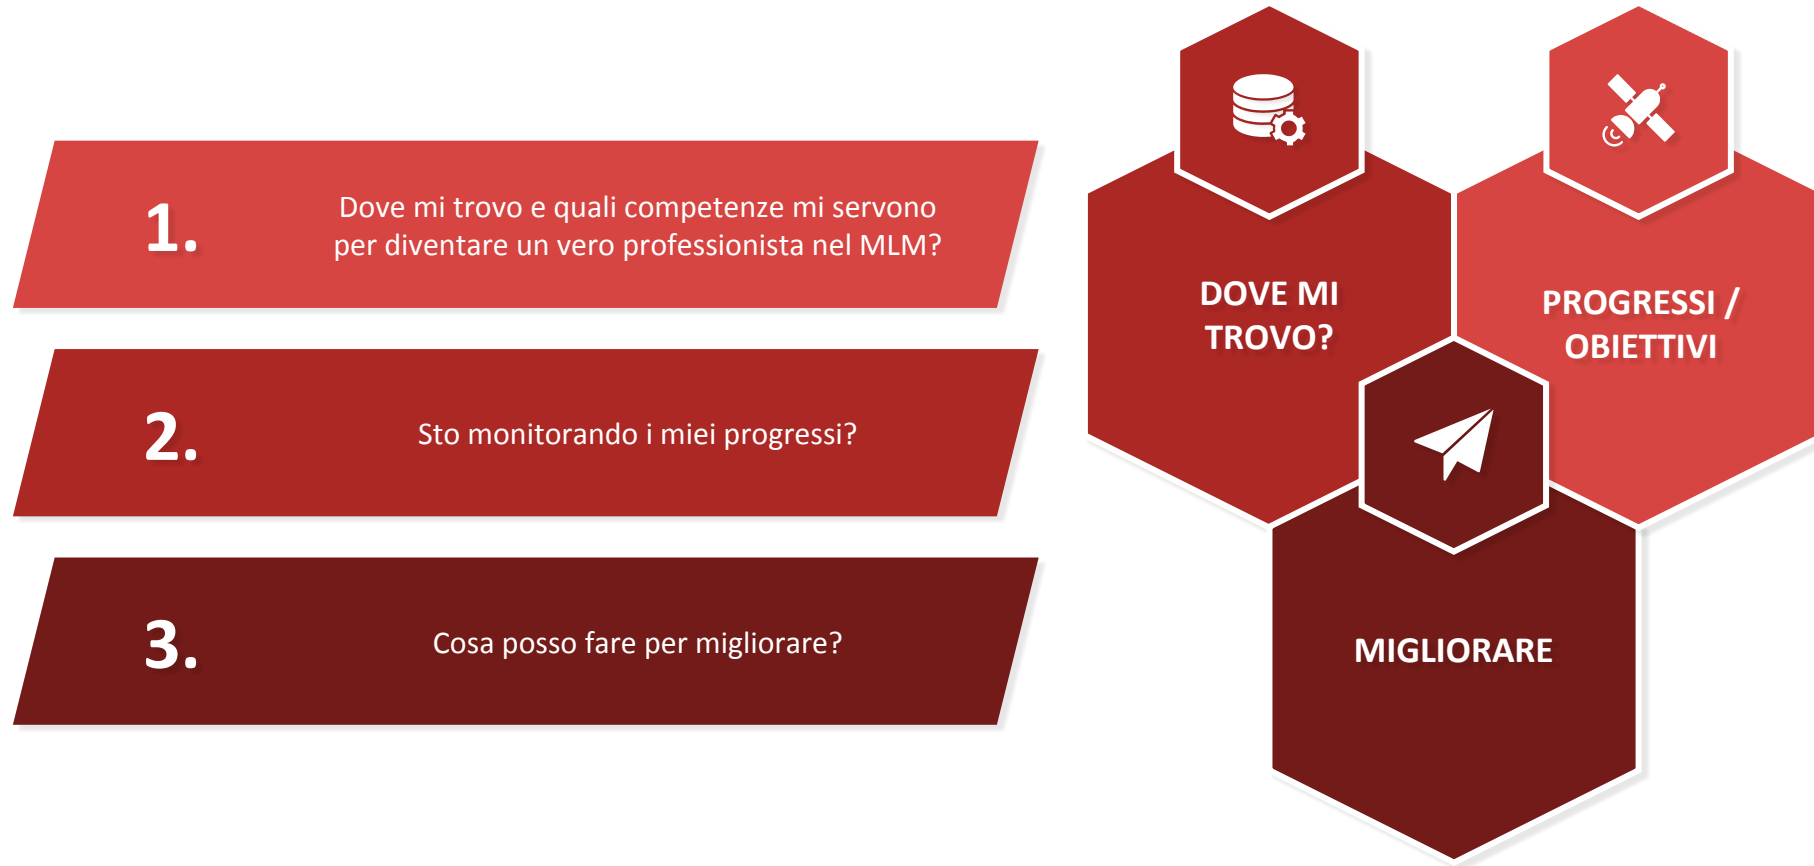 1.
Dove mi trovo e quali competenze mi servono
per diventare un vero professionista nel MLM?
2.
Sto monitorando i miei progressi?
3.
Cosa posso fare per migliorare?
DOVE MI
TROVO?
PROGRESSI /
OBIETTIVI
MIGLIORARE